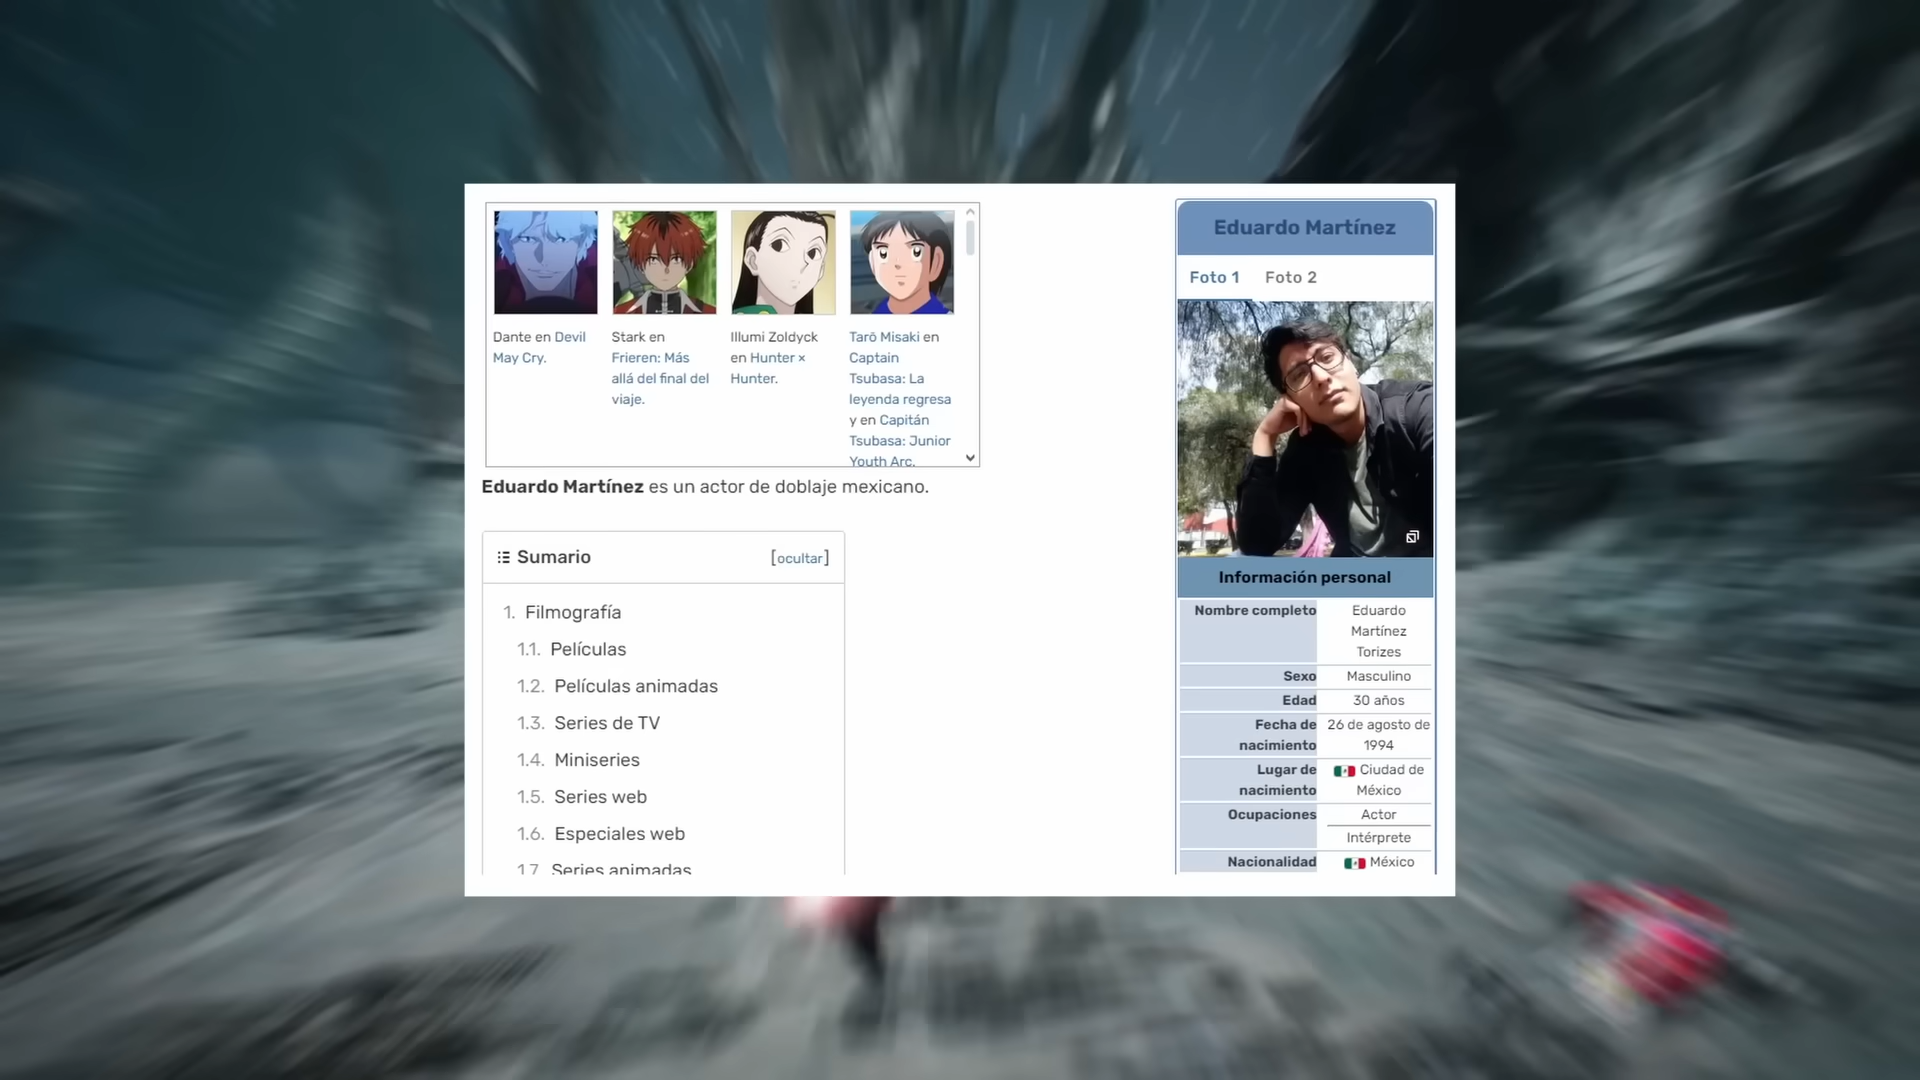 Dante en Devil
May Cry.
Stark en
Frieren: Más
allá del final del
viaje.
Illumi Zoldyck
en Hunter ×
Hunter.
Tarō Misaki en
Captain
Tsubasa: La
leyenda regresa
y en Capitán
Tsubasa: Junior
Youth Arc.
Eduardo Martínez es un actor de doblaje mexicano.
Sumario [ocultar]
1. Filmografía
1.1. Películas
1.2. Películas animadas
1.3. Series de TV
1.4. Miniseries
1.5. Series web
1.6. Especiales web
1.7. Series animadas
Eduardo Martínez
Foto 1 Foto 2
Información personal
Nombre completo Eduardo
Martínez
Torizes
Sexo Masculino
Edad 30 años
Fecha de 26 de agosto de
nacimiento 1994
Lugar de Ciudad de
nacimiento México
Ocupaciones Actor
Intérprete
Nacionalidad México